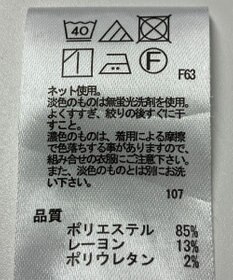 40
F
F63
ネット使用。
淡色のものは無蛍光洗剤を使用。
よくすすぎ、絞りの後すぐに干
すこと。
濃色のものは、着用による摩擦
で色落ちする事がありますので、
組み合せの衣服にご注意下さい。
また、淡色のものとは別にお洗
い下さい。
107
品質
ポリエステル 85%
レーヨン 13%
ポリウレタン 2%